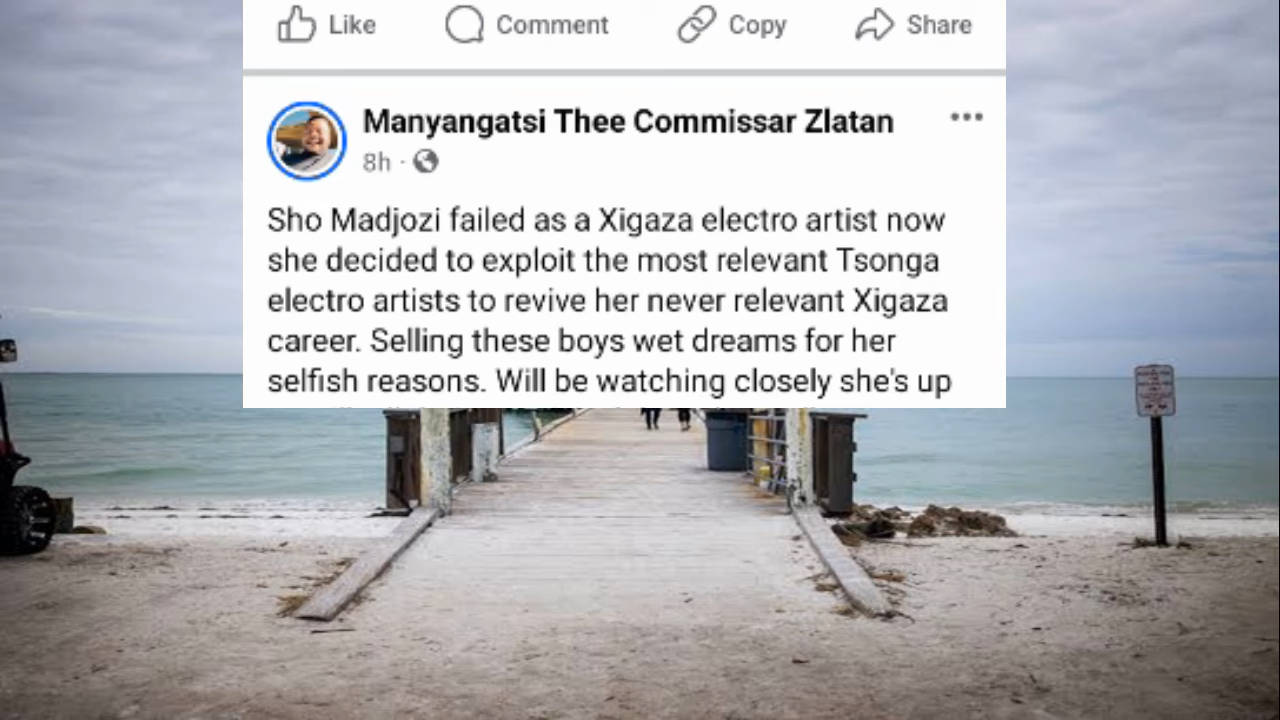 Like Comment Copy Share
Manyangatsi Thee Commissar Zlatan
8h ·
Sho Madjozi failed as a Xigaza electro artist now
she decided to exploit the most relevant Tsonga
electro artists to revive her never relevant Xigaza
career. Selling these boys wet dreams for her
selfish reasons. Will be watching closely she's up